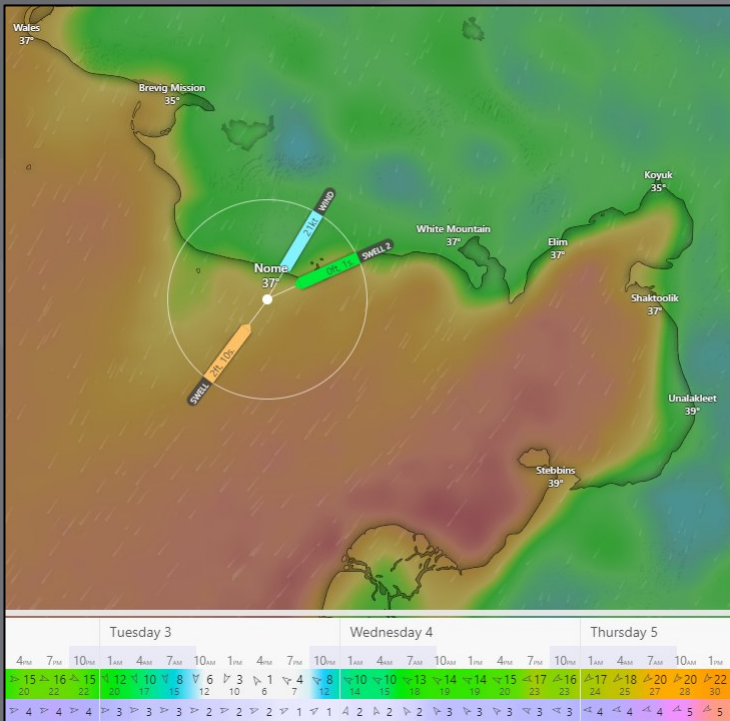 Wales
37°
Brevig Mission
35°
Koyuk
35°
WIND
21kt
White Mountain
37°
SWELL 2
0ft, 1s
Elim
37°
Nome
37°
Shaktoolik
37°
2ft, 10s
SWELL
Unalakleet
39°
Stebbins
39°
Tuesday 3 Wednesday 4 Thursday 5
4PM 7PM 10PM 1AM 4AM 7AM 10AM 1PM 4PM 7PM 10PM 1AM 4AM 7AM 10AM 1PM 4PM 7PM 10PM 1AM 4AM 7AM 10AM 1PM
15 16 15 12 10 8 6 3 1 4 8 10 10 13 14 14 15 17 16 17 18 20 20 22
20 22 22 20 17 15 12 10 6 7 12 14 15 18 19 19 19 23 23 24 25 27 28 30
4 4 4 3 3 3 2 2 2 1 1 2 2 2 3 3 3 3 3 4 4 4 5 5